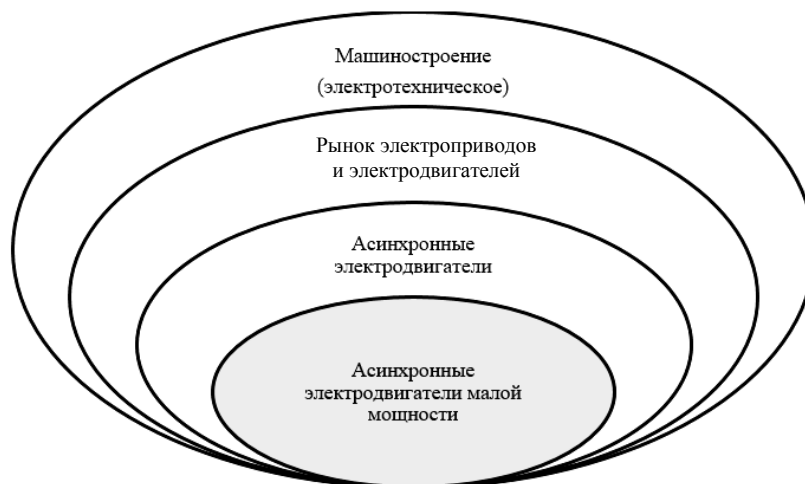 Машиностроение
(электротехническое)
Рынок электроприводов
и электродвигателей
Асинхронные
электродвигатели
Асинхронные
электродвигатели малой
мощности